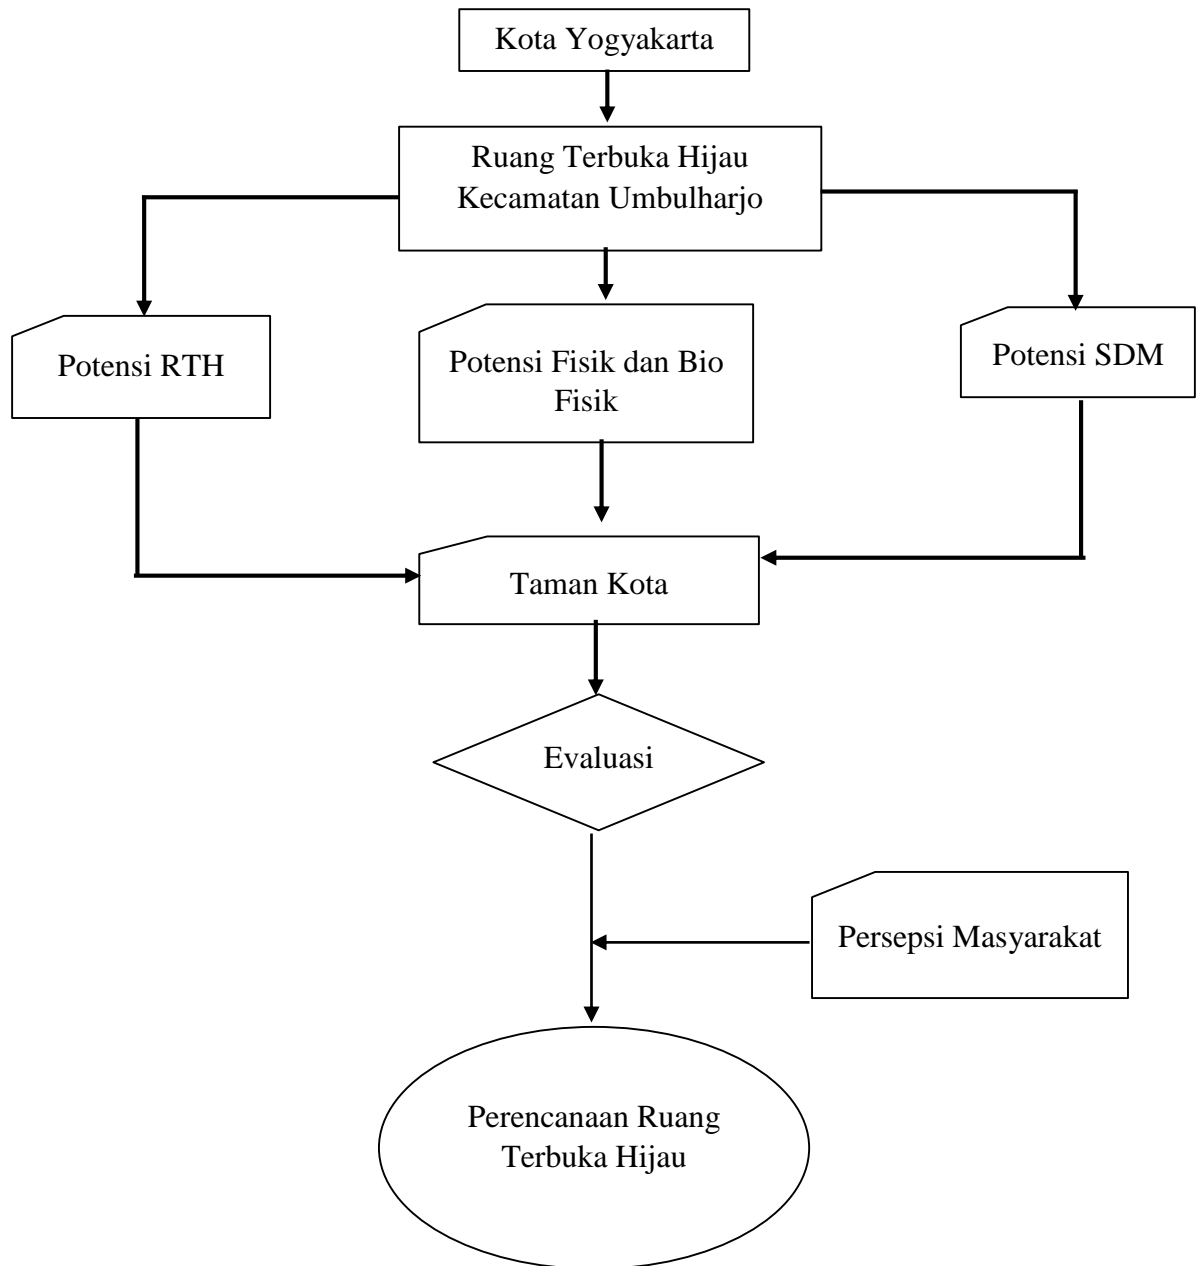 Kota Yogyakarta
Ruang Terbuka Hijau
Kecamatan Umbulharjo
Potensi RTH
Potensi Fisik dan Bio
Fisik
Potensi SDM
Taman Kota
Evaluasi
Persepsi Masyarakat
Perencanaan Ruang
Terbuka Hijau